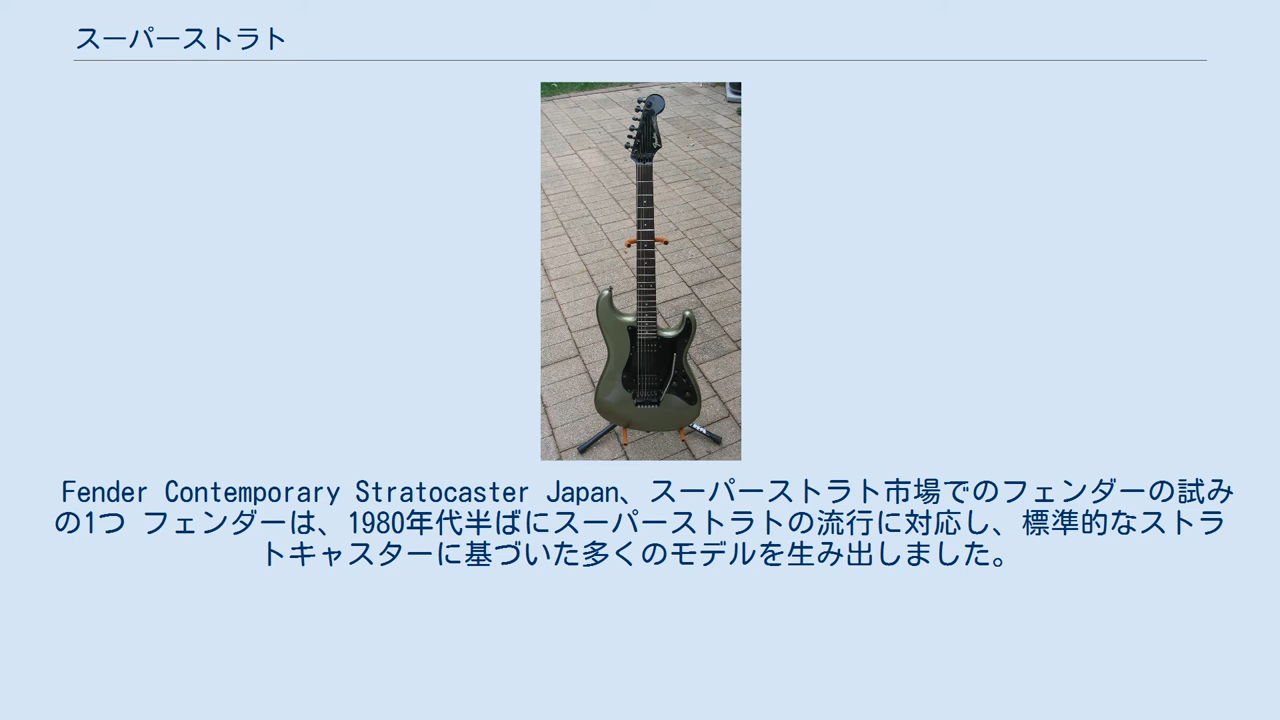 スーパーストラト
Fender Contemporary Stratocaster Japan、スーパーストラト市場でのフェンダーの試み
の1つ フェンダーは、1980年代半ばにスーパーストラトの流行に対応し、標準的なストラ
トキャスターに基づいた多くのモデルを生み出しました。